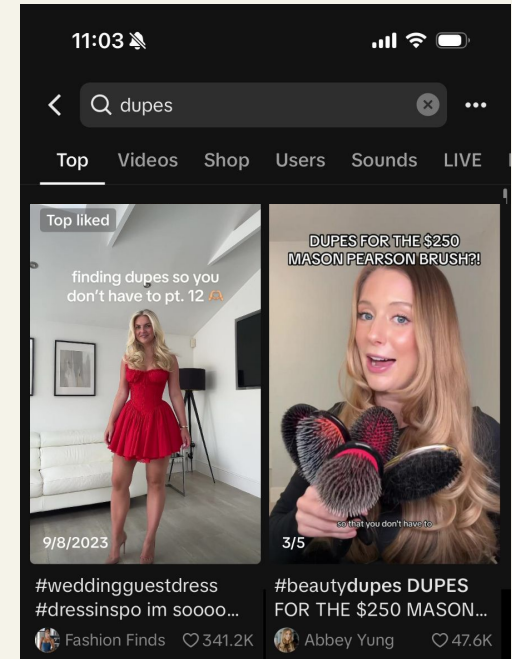 11:03
dupes
Top Videos Shop Users Sounds LIVE
Top liked
finding dupes so you
don't have to pt. 12
9/8/2023
DUPES FOR THE $250
MASON PEARSON BRUSH?!
so that you don't have to
3/5
#weddingguestdress
#dressinspo im soooo...
Fashion Finds 341.2K
#beautydupes DUPES
FOR THE $250 MASON...
Abbey Yung 47.6K